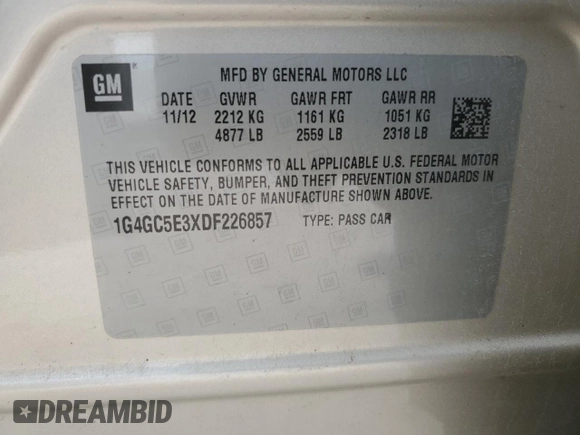 GM
MFD BY GENERAL MOTORS LLC
DATE GVWR GAWR FRT GAWR RR
11/12 2212 KG 1161 KG 1051 KG
4877 LB 2559 LB 2318 LB
THIS VEHICLE CONFORMS TO ALL APPLICABLE U.S. FEDERAL MOTOR
VEHICLE SAFETY, BUMPER, AND THEFT PREVENTION STANDARDS IN
EFFECT ON THE DATE OF MANUFACTURE SHOWN ABOVE.
1G4GC5E3XDF226857 TYPE: PASS CAR
DREAMBID